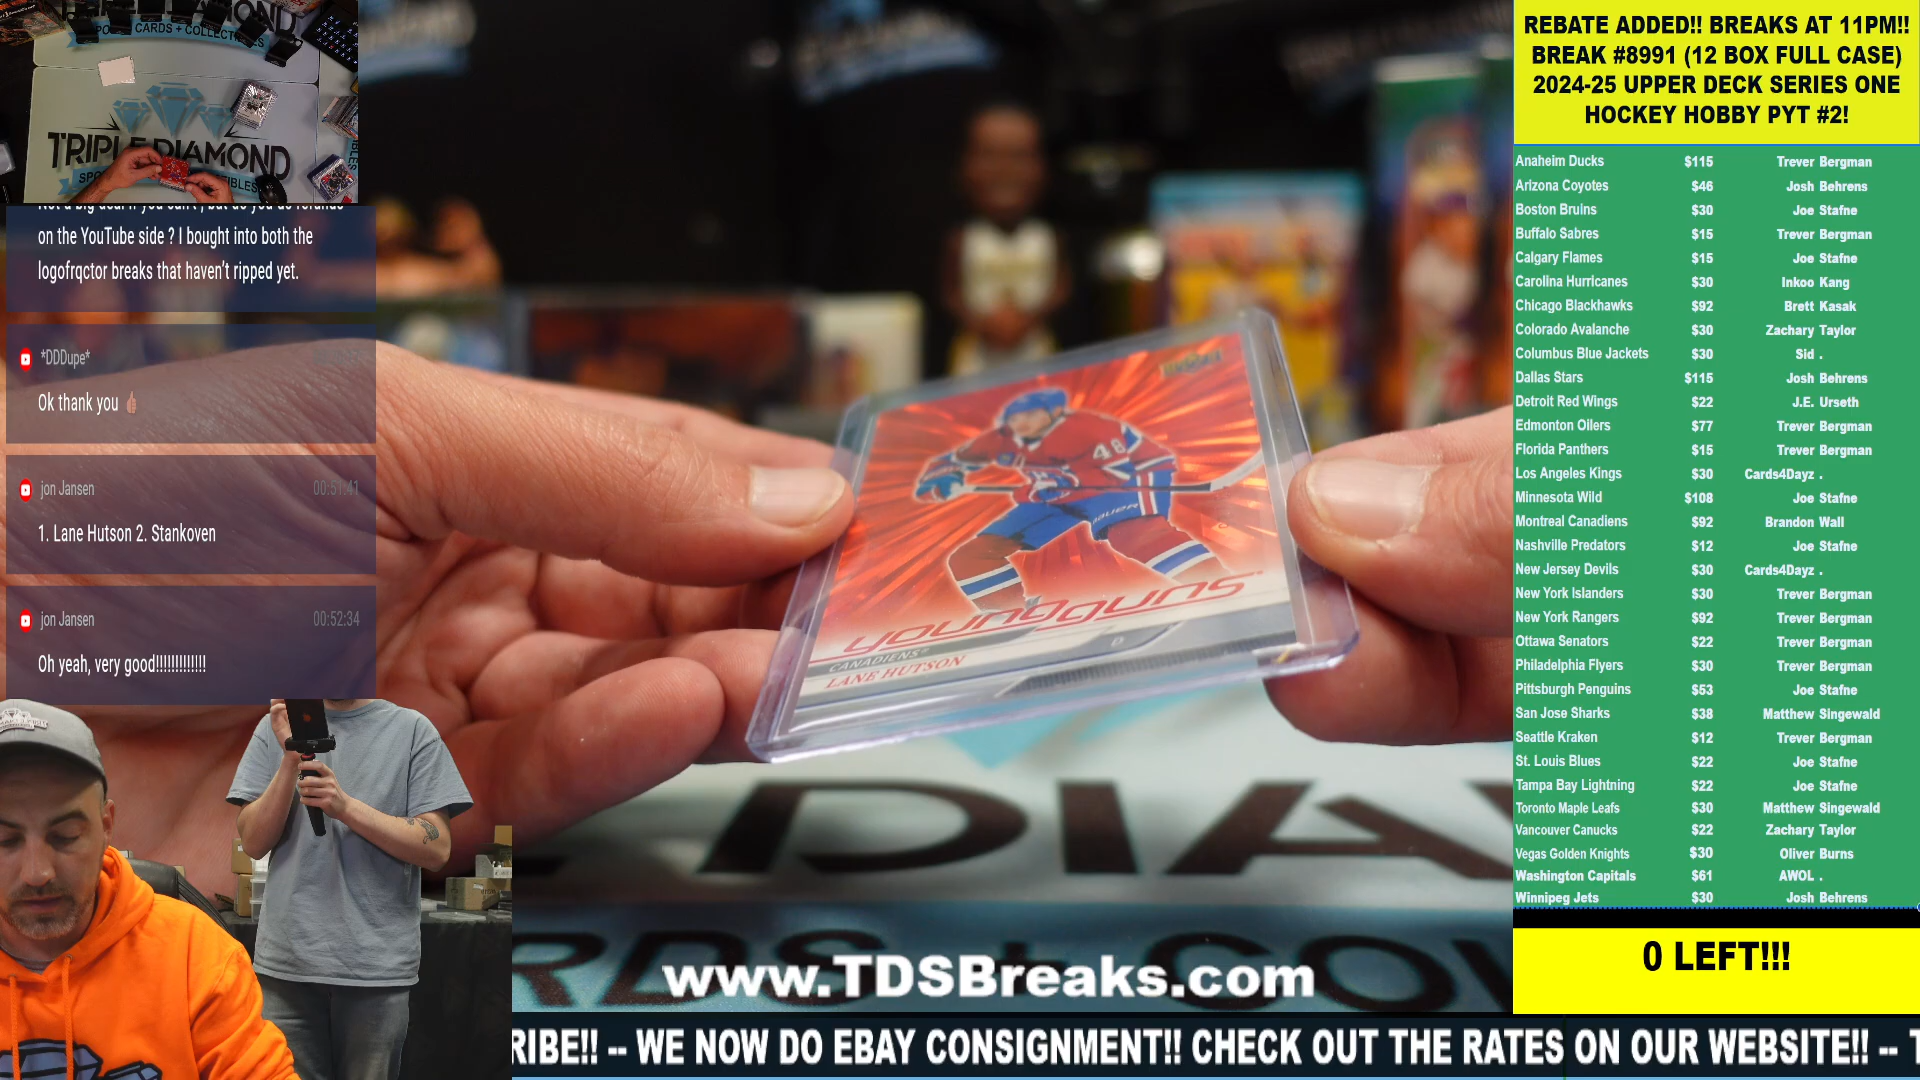 REBATE ADDED!! BREAKS AT 11PM!!
BREAK #8991 (12 BOX FULL CASE)
2024-25 UPPER DECK SERIES ONE
HOCKEY HOBBY PYT #2!
Anaheim Ducks $115 Trever Bergman
Arizona Coyotes $46 Josh Behrens
Boston Bruins $30 Joe Stafne
Buffalo Sabres $15 Trever Bergman
Calgary Flames $15 Joe Stafne
Carolina Hurricanes $30 Inkoo Kang
Chicago Blackhawks $92 Brett Kasak
Colorado Avalanche $30 Zachary Taylor
Columbus Blue Jackets $30 Sid .
Dallas Stars $115 Josh Behrens
Detroit Red Wings $22 J.E. Urseth
Edmonton Oilers $77 Trever Bergman
Florida Panthers $15 Trever Bergman
Los Angeles Kings $30 Cards4Dayz .
Minnesota Wild $108 Joe Stafne
Montreal Canadiens $92 Brandon Wall
Nashville Predators $12 Joe Stafne
New Jersey Devils $30 Cards4Dayz .
New York Islanders $30 Trever Bergman
New York Rangers $92 Trever Bergman
Ottawa Senators $22 Trever Bergman
Philadelphia Flyers $30 Trever Bergman
Pittsburgh Penguins $53 Joe Stafne
San Jose Sharks $38 Matthew Singewald
Seattle Kraken $12 Trever Bergman
St. Louis Blues $22 Joe Stafne
Tampa Bay Lightning $22 Joe Stafne
Toronto Maple Leafs $30 Matthew Singewald
Vancouver Canucks $22 Zachary Taylor
Vegas Golden Knights $30 Oliver Burns
Washington Capitals $61 AWOL .
Winnipeg Jets $30 Josh Behrens
0 LEFT!!!
CARDS + COLLECTIBLES
TRIPLE DIAMOND
on the YouTube side ? I bought into both the
logofrqctor breaks that haven't ripped yet.
*DDDupe*
Ok thank you 👍
jon Jansen 00:51:41
1. Lane Hutson 2. Stankoven
jon Jansen 00:52:34
Oh yeah, very good!!!!!!!!!!!!!
48
BAUER
young guns
CANADIENS
D
LANE HUTSON
DIA
RDS + CO
www.TDSBreaks.com
RIBE!! -- WE NOW DO EBAY CONSIGNMENT!! CHECK OUT THE RATES ON OUR WEBSITE!! -- T